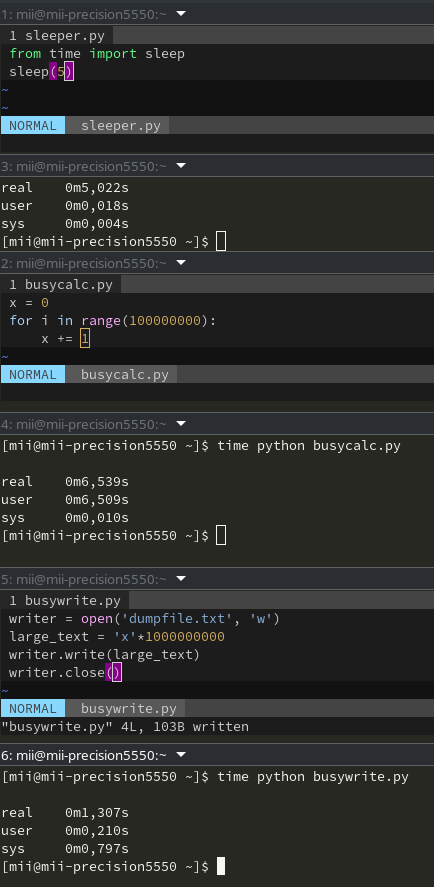 1: mii@mii-precision5550:~
1 sleeper.py
from time import sleep
sleep(5)
~
~
NORMAL sleeper.py
3: mii@mii-precision5550:~
real 0m5,022s
user 0m0,018s
sys 0m0,004s
[mii@mii-precision5550 ~]$
2: mii@mii-precision5550:~
1 busycalc.py
x = 0
for i in range(100000000):
x += 1
~
NORMAL busycalc.py
4: mii@mii-precision5550:~
[mii@mii-precision5550 ~]$ time python busycalc.py
real 0m6,539s
user 0m6,509s
sys 0m0,010s
[mii@mii-precision5550 ~]$
5: mii@mii-precision5550:~
1 busywrite.py
writer = open('dumpfile.txt', 'w')
large_text = 'x'*1000000000
writer.write(large_text)
writer.close()
~
NORMAL busywrite.py
"busywrite.py" 4L, 103B written
6: mii@mii-precision5550:~
[mii@mii-precision5550 ~]$ time python busywrite.py
real 0m1,307s
user 0m0,210s
sys 0m0,797s
[mii@mii-precision5550 ~]$